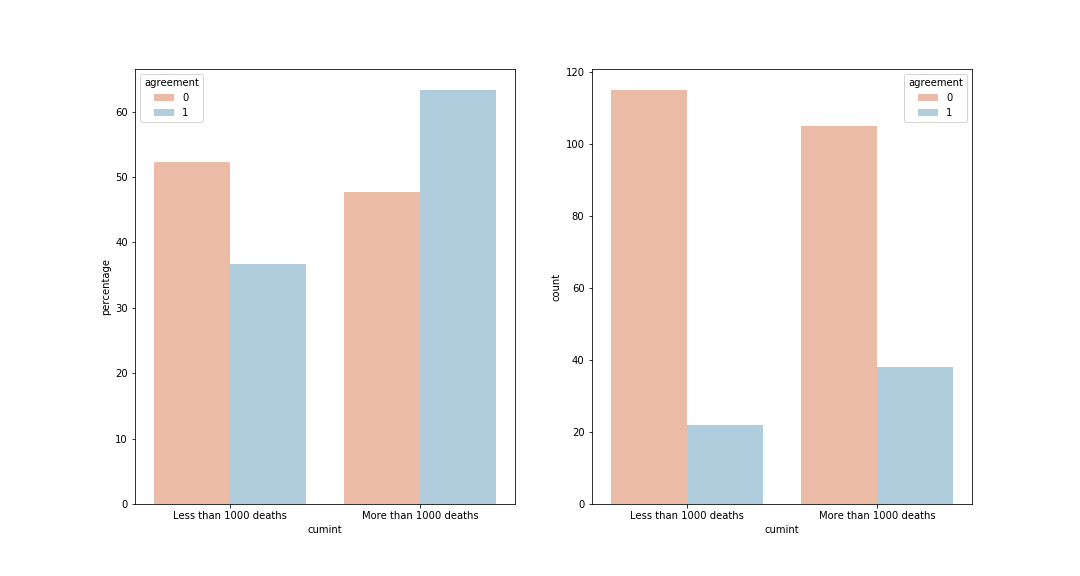 agreement
0
1
60
50
40
30
20
10
0
percentage
Less than 1000 deaths
More than 1000 deaths
cumint
agreement
0
1
120
100
80
60
40
20
0
count
Less than 1000 deaths
More than 1000 deaths
cumint